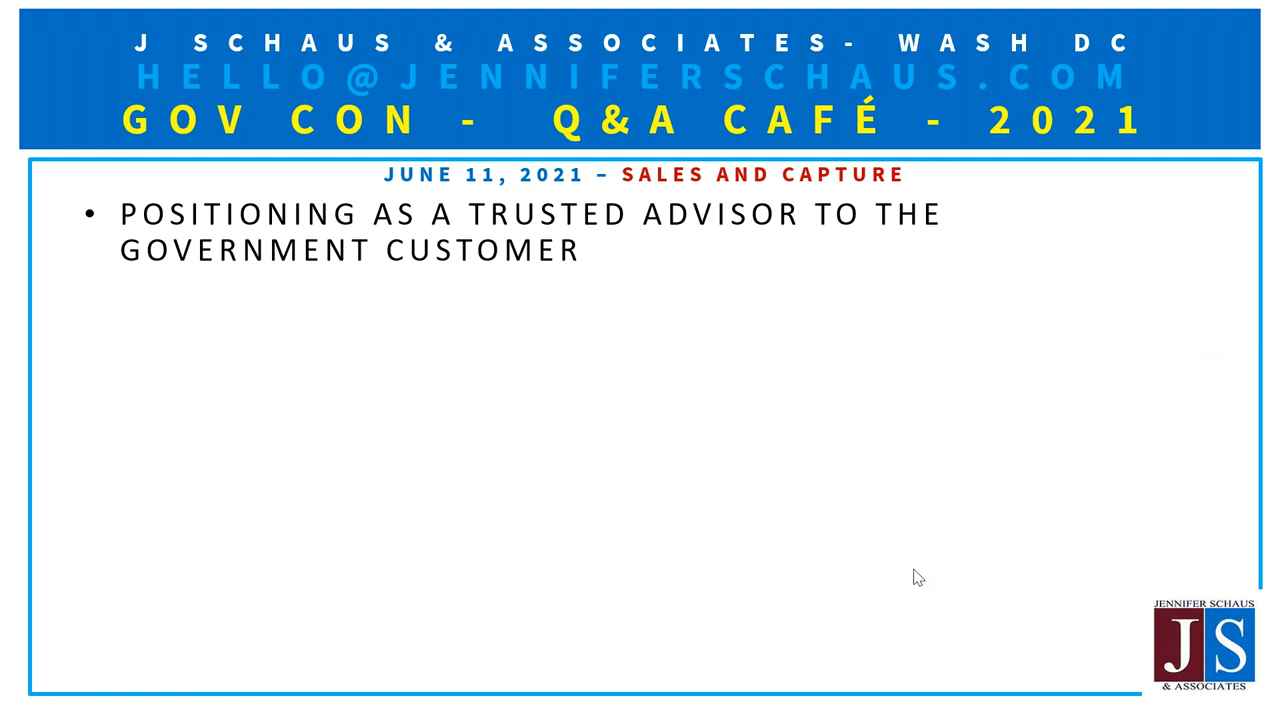 J SCHAUS & ASSOCIATES- WASH DC
HELLO@JENNIFERSCHAUS.COM
GOV CON - Q&A CAFÉ - 2021
JUNE 11, 2021 – SALES AND CAPTURE
• POSITIONING AS A TRUSTED ADVISOR TO THE
GOVERNMENT CUSTOMER
JENNIFER SCHAUS
JS
& ASSOCIATES